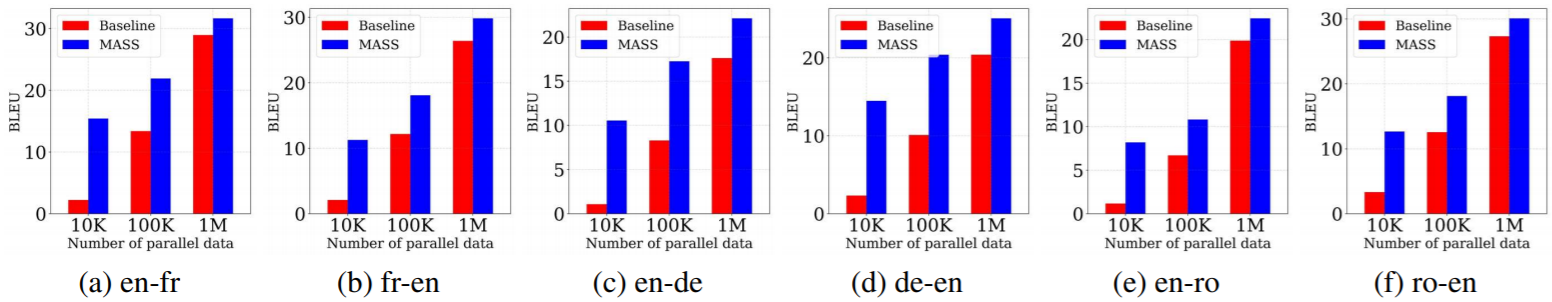 BLEU
30
20
10
0
Baseline
MASS
10K 100K 1M
Number of parallel data
(a) en-fr
BLEU
30
20
10
0
Baseline
MASS
10K 100K 1M
Number of parallel data
(b) fr-en
BLEU
20
15
10
5
0
Baseline
MASS
10K 100K 1M
Number of parallel data
(c) en-de
BLEU
20
10
0
Baseline
MASS
10K 100K 1M
Number of parallel data
(d) de-en
BLEU
20
15
10
5
0
Baseline
MASS
10K 100K 1M
Number of parallel data
(e) en-ro
BLEU
30
20
10
0
Baseline
MASS
10K 100K 1M
Number of parallel data
(f) ro-en